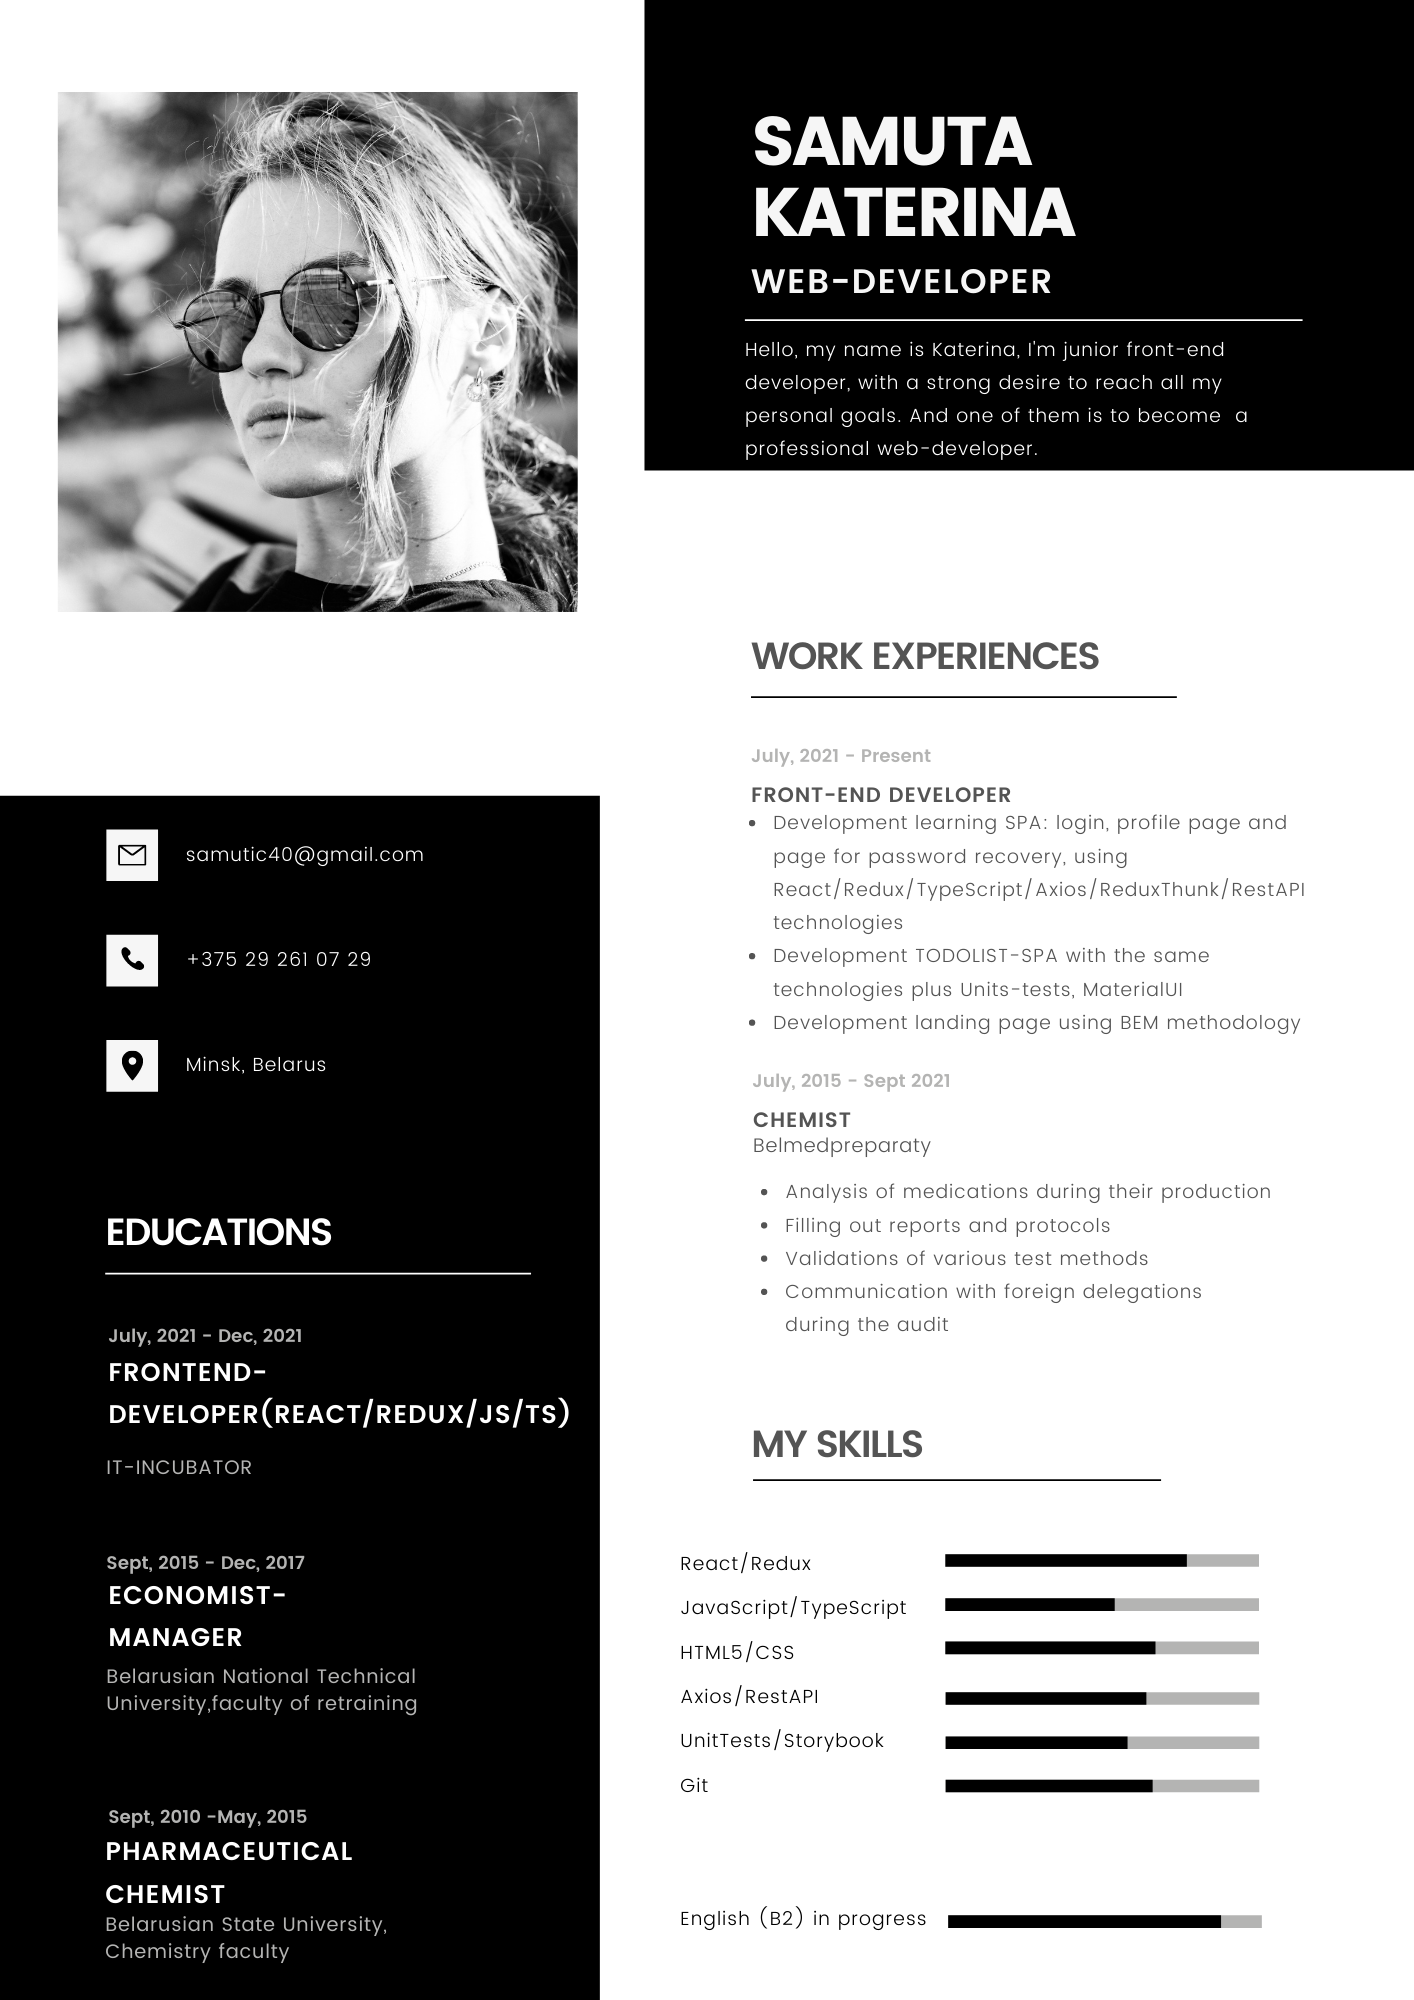 SAMUTA
KATERINA
WEB-DEVELOPER
Hello, my name is Katerina, I'm junior front-end
developer, with a strong desire to reach all my
personal goals. And one of them is to become  a
professional web-developer.
samutic40@gmail.com
+375 29 261 07 29
Minsk, Belarus
EDUCATIONS
July, 2021 - Dec, 2021
FRONTEND-
DEVELOPER(REACT/REDUX/JS/TS)
IT-INCUBATOR
Sept, 2015 - Dec, 2017
ECONOMIST-
MANAGER
Belarusian National Technical
University,faculty of retraining
Sept, 2010 -May, 2015
PHARMACEUTICAL
CHEMIST
Belarusian State University,
Chemistry faculty
WORK EXPERIENCES
July, 2021 - Present
FRONT-END DEVELOPER
• Development learning SPA: login, profile page and
page for password recovery, using
React/Redux/TypeScript/Axios/ReduxThunk/RestAPI
technologies
• Development TODOLIST-SPA with the same
technologies plus Units-tests, MaterialUI
• Development landing page using BEM methodology
July, 2015 - Sept 2021
CHEMIST
Belmedpreparaty
• Analysis of medications during their production
• Filling out reports and protocols
• Validations of various test methods
• Communication with foreign delegations
during the audit
MY SKILLS
React/Redux
JavaScript/TypeScript
HTML5/CSS
Axios/RestAPI
UnitTests/Storybook
Git
English (B2) in progress